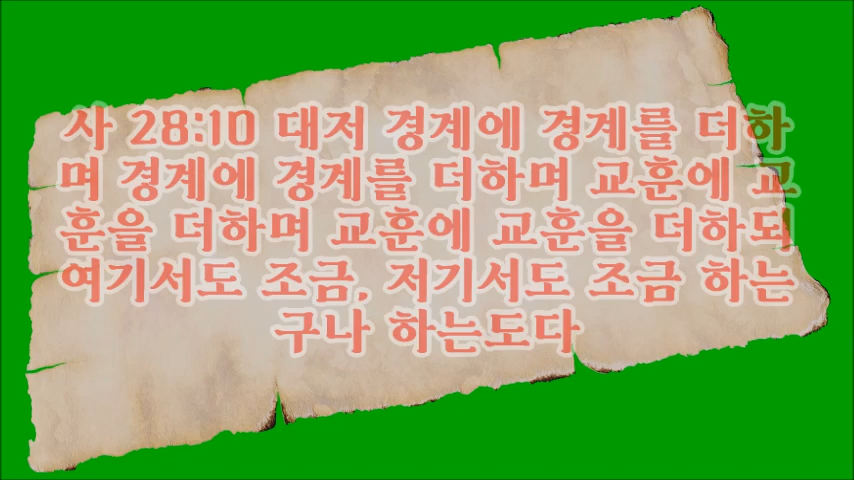 사 28:10 대저 경계에 경계를 더하
며 경계에 경계를 더하며 교훈에 교
훈을 더하며 교훈에 교훈을 더하되
여기서도 조금, 저기서도 조금 하는
구나 하는도다